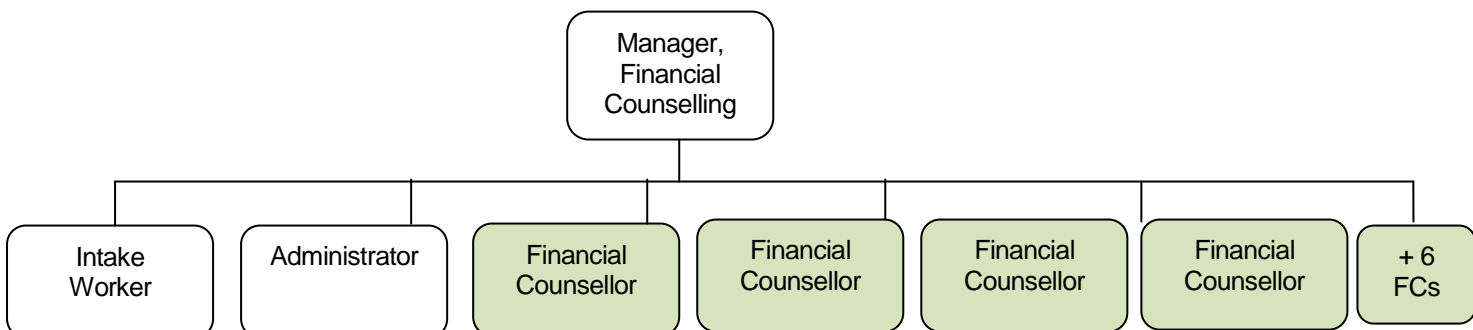 Manager,
Financial
Counselling
Intake
Worker
Administrator
Financial
Counsellor
Financial
Counsellor
Financial
Counsellor
Financial
Counsellor
+ 6
FCs